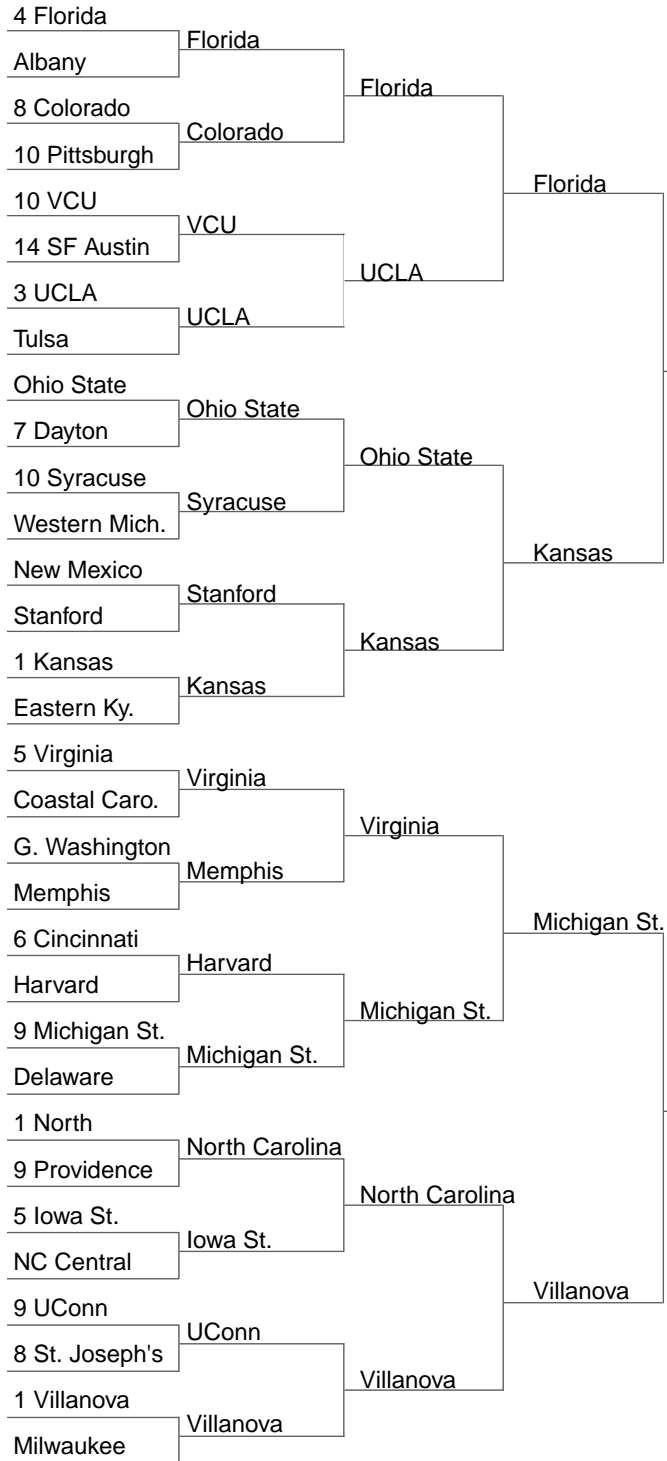 4 Florida
Florida
Albany
Florida
8 Colorado
Colorado
10 Pittsburgh
Florida
10 VCU
VCU
14 SF Austin
UCLA
3 UCLA
UCLA
Tulsa
Ohio State
Ohio State
7 Dayton
Ohio State
10 Syracuse
Syracuse
Western Mich.
Kansas
New Mexico
Stanford
Stanford
Kansas
1 Kansas
Kansas
Eastern Ky.
5 Virginia
Virginia
Coastal Caro.
Virginia
G. Washington
Memphis
Memphis
Michigan St.
6 Cincinnati
Harvard
Harvard
Michigan St.
9 Michigan St.
Michigan St.
Delaware
1 North
North Carolina
9 Providence
North Carolina
5 Iowa St.
Iowa St.
NC Central
Villanova
9 UConn
UConn
8 St. Joseph's
Villanova
1 Villanova
Villanova
Milwaukee